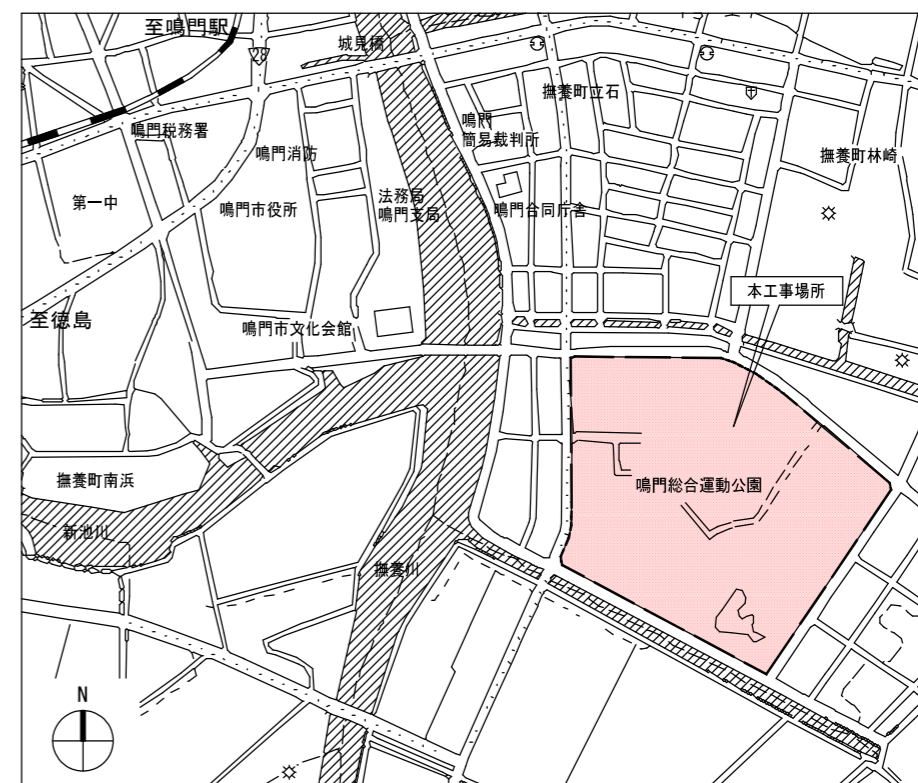 至鳴門駅
城見橋
28
撫養町立石
鳴門
簡易裁判所
鳴門税務署
鳴門消防
撫養町林崎
第一中
鳴門市役所
法務局
鳴門支局
鳴門合同庁舎
本工事場所
至徳島
鳴門市文化会館
撫養町南浜
鳴門総合運動公園
新池川
撫養川
N